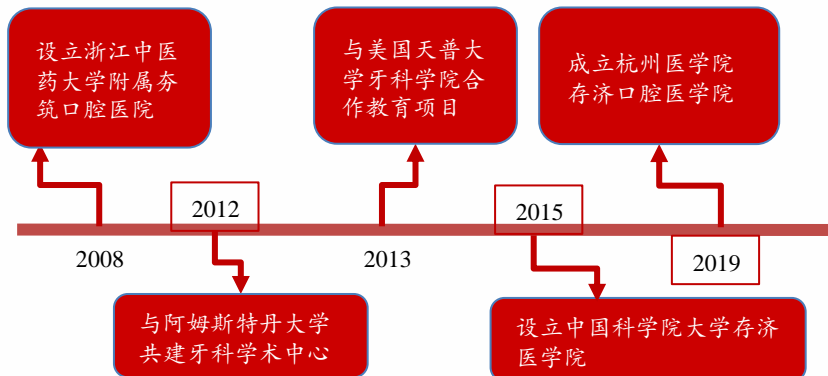 设立浙江中医
药大学附属夯
筑口腔医院
与美国天普大
学牙科学院合
作教育项目
成立杭州医学院
存济口腔医学院
2012
2015
2008
2013
2019
与阿姆斯特丹大学
共建牙科学术中心
设立中国科学院大学存济
医学院